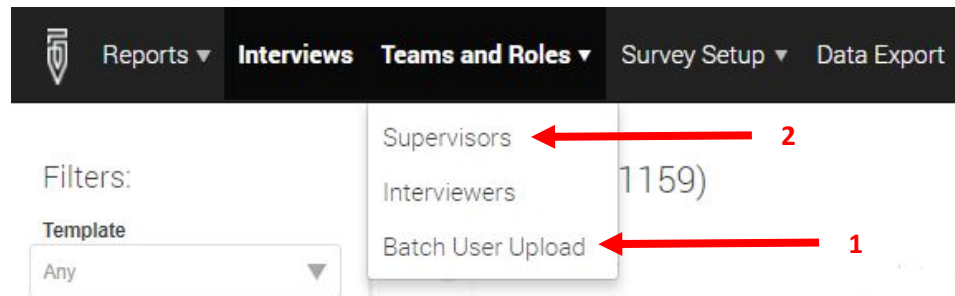 Reports ▾ Interviews Teams and Roles ▾ Survey Setup ▾ Data Export
Supervisors 2
Filters: 1159)
Interviewers
Template
Batch User Upload 1
Any